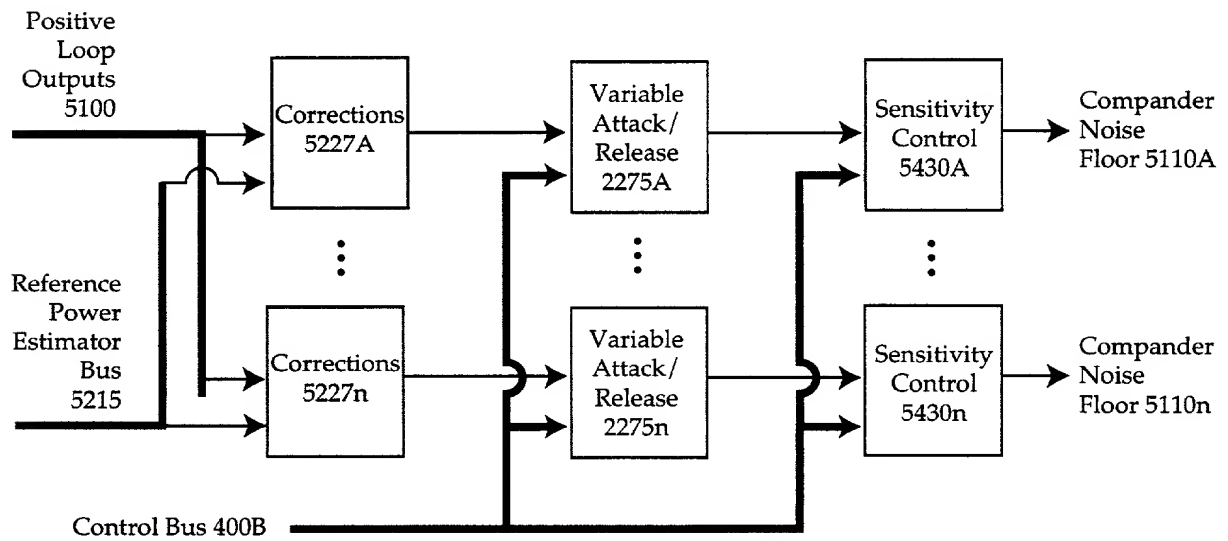 Positive
Loop
Outputs
5100
Corrections
5227A
Variable
Attack/
Release
2275A
Sensitivity
Control
5430A
Compander
Noise
Floor 5110A
Reference
Power
Estimator
Bus
5215
Corrections
5227n
Variable
Attack/
Release
2275n
Sensitivity
Control
5430n
Compander
Noise
Floor 5110n
Control Bus 400B